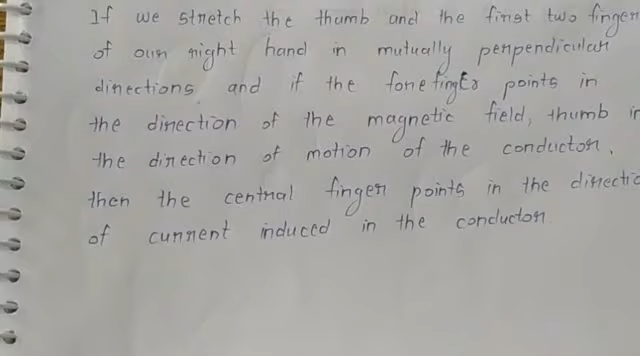 If we stretch the thumb and the first two finger
of our right hand in mutually perpendicular
directions and if the forefinger points in
the direction of the magnetic field, thumb in
the direction of motion of the conductor,
then the central finger points in the directio
of current induced in the conductor